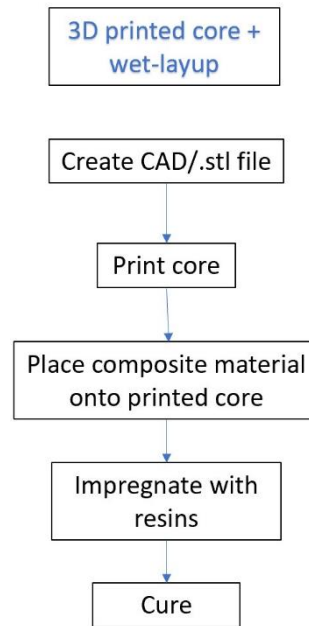 3D printed core +
wet-layup
Create CAD/.stl file
Print core
Place composite material
onto printed core
Impregnate with
resins
Cure